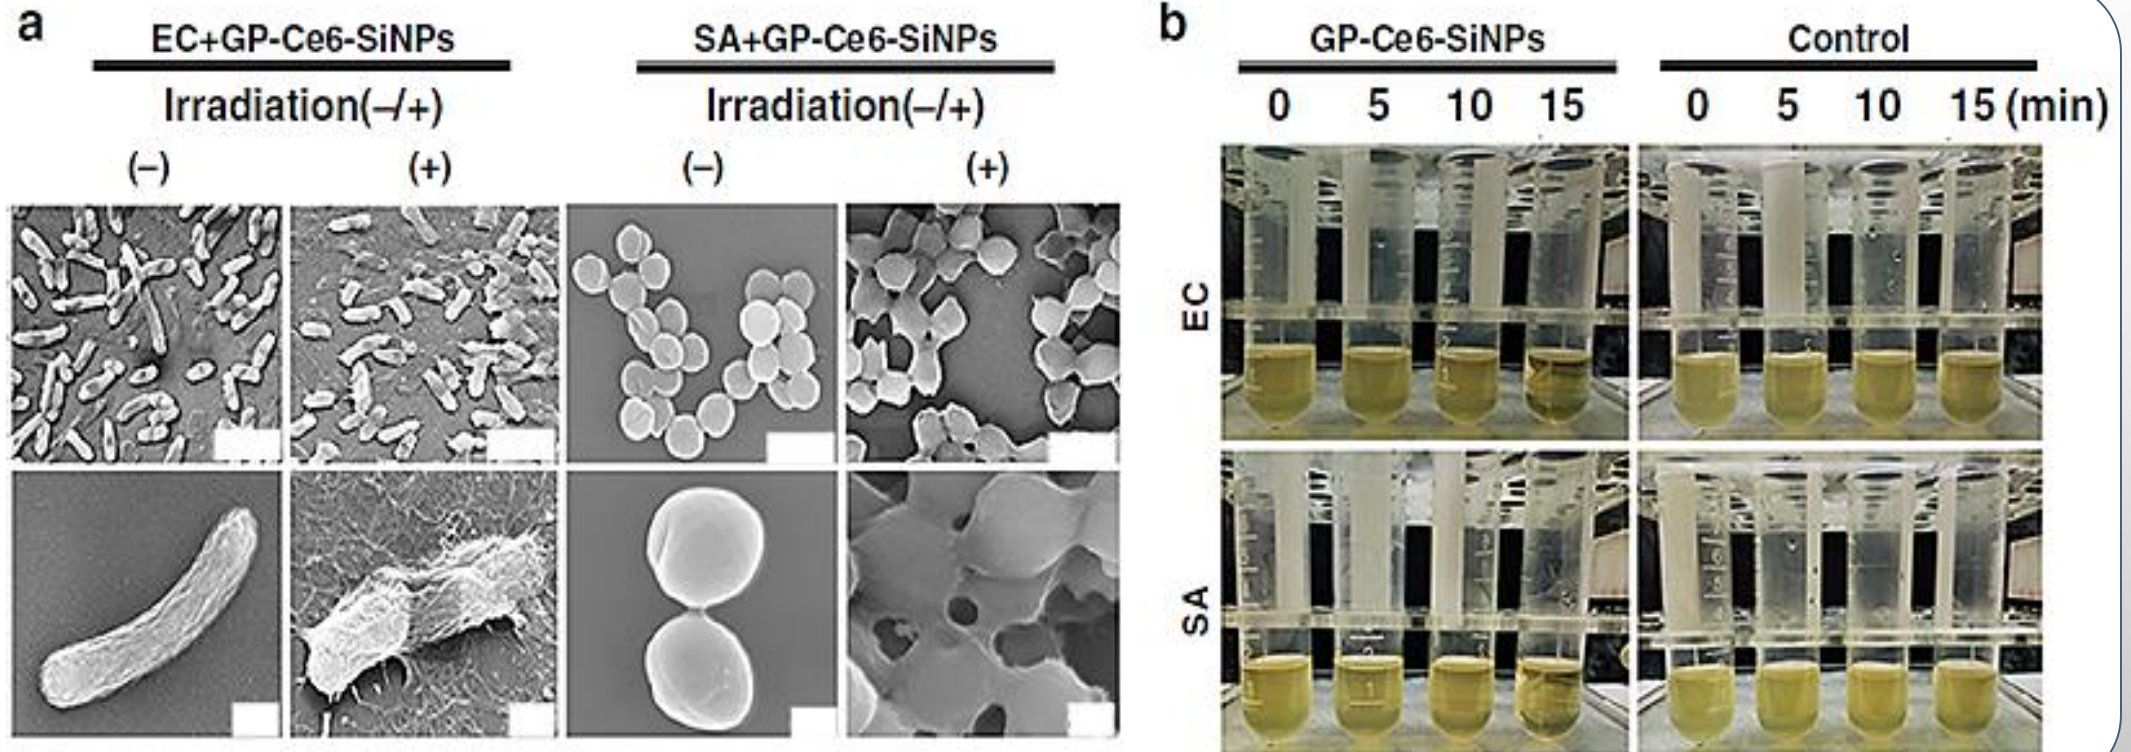 a
EC+GP-Ce6-SiNPs
SA+GP-Ce6-SiNPs
Irradiation(–/+)
Irradiation(–/+)
(–)
(+)
(–)
(+)
b
GP-Ce6-SiNPs
Control
0 5 10 15
0 5 10 15 (min)
EC
SA